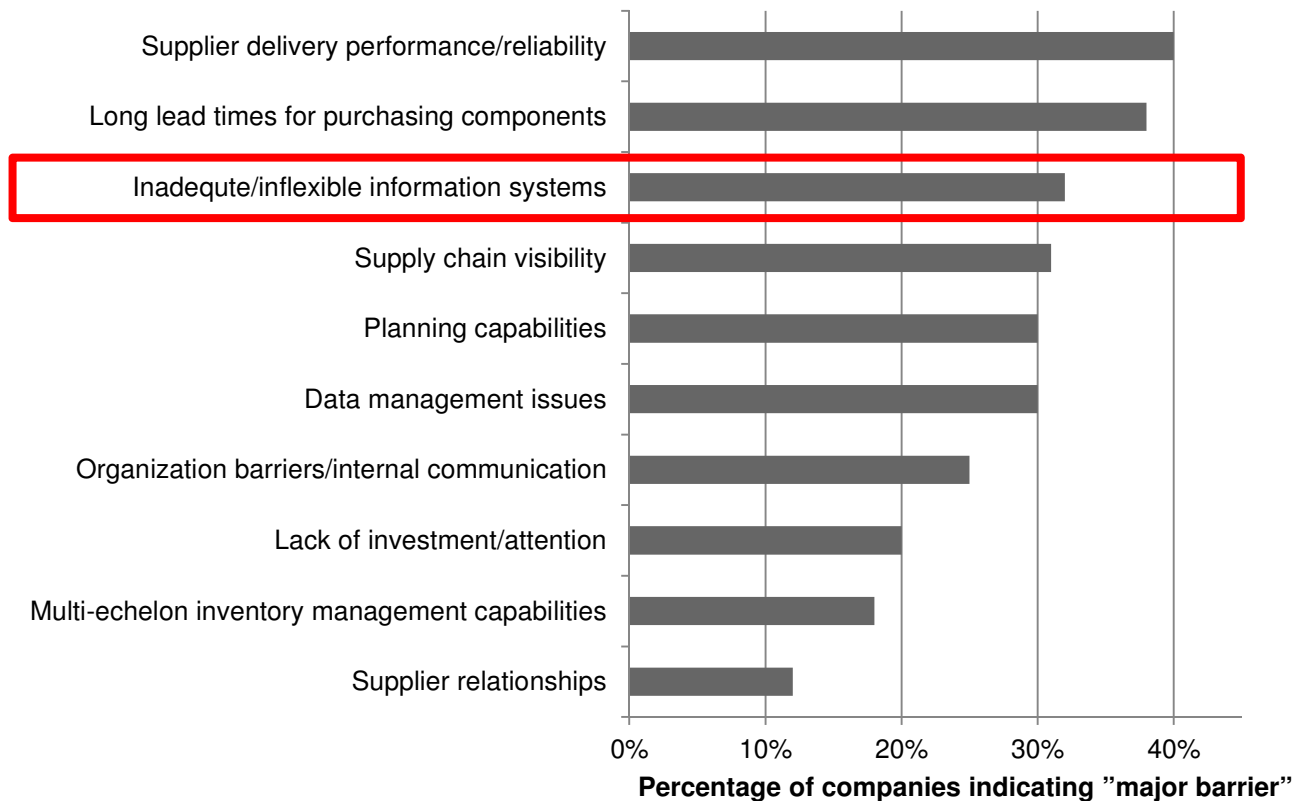 Supplier delivery performance/reliability
Long lead times for purchasing components
Inadequte/inflexible information systems
Supply chain visibility
Planning capabilities
Data management issues
Organization barriers/internal communication
Lack of investment/attention
Multi-echelon inventory management capabilities
Supplier relationships
0% 10% 20% 30% 40%
Percentage of companies indicating ”major barrier”